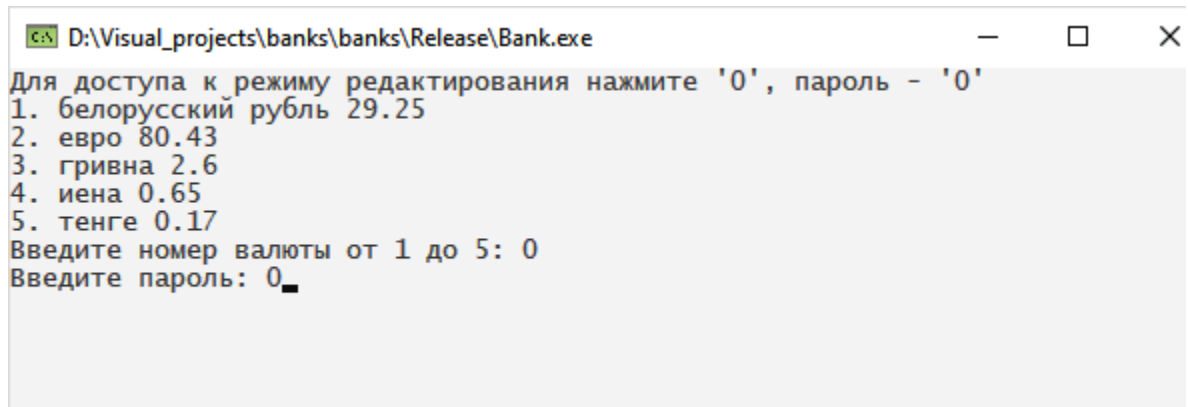 D:\Visual_projects\banks\banks\Release\Bank.exe
Для доступа к режиму редактирования нажмите '0', пароль - '0'
1. белорусский рубль 29.25
2. евро 80.43
3. гривна 2.6
4. иена 0.65
5. тенге 0.17
Введите номер валюты от 1 до 5: 0
Введите пароль: 0